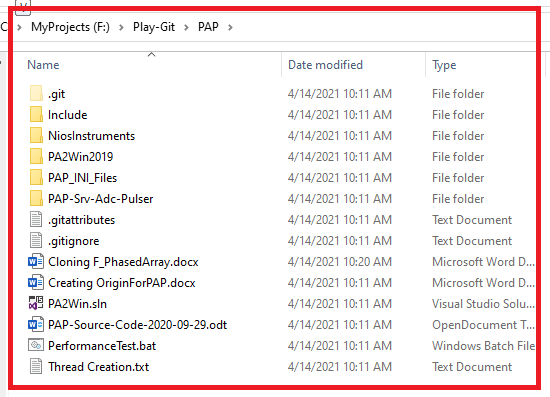 MyProjects (F:) > Play-Git > PAP >
Name Date modified Type
.git 4/14/2021 10:11 AM File folder
Include 4/14/2021 10:11 AM File folder
NiosInstruments 4/14/2021 10:11 AM File folder
PA2Win2019 4/14/2021 10:11 AM File folder
PAP_INI_Files 4/14/2021 10:11 AM File folder
PAP-Srv-Adc-Pulser 4/14/2021 10:11 AM File folder
.gitattributes 4/14/2021 10:11 AM Text Document
.gitignore 4/14/2021 10:11 AM Text Document
Cloning F_PhasedArray.docx 4/14/2021 10:20 AM Microsoft Word D...
Creating OriginForPAP.docx 4/14/2021 10:11 AM Microsoft Word D...
PA2Win.sln 4/14/2021 10:11 AM Visual Studio Solu...
PAP-Source-Code-2020-09-29.odt 4/14/2021 10:11 AM OpenDocument T...
PerformanceTest.bat 4/14/2021 10:11 AM Windows Batch File
Thread Creation.txt 4/14/2021 10:11 AM Text Document